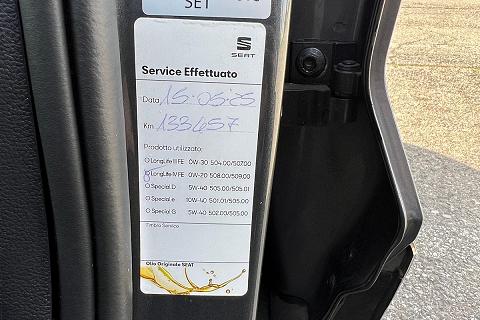 SET
SEAT
Service Effettuato
Data 15.05.25
Km. 133457
Prodotto utilizzato:
O LongLife III FE 0W-30 504.00/507.00
O LongLife IV FE 0W-20 508.00/509.00
O Special D 5W-40 505.00/505.01
O Special e 10W-40 501.01/505.00
O Special G 5W-40 502.00/505.00
Timbro Service
Olio Originale SEAT